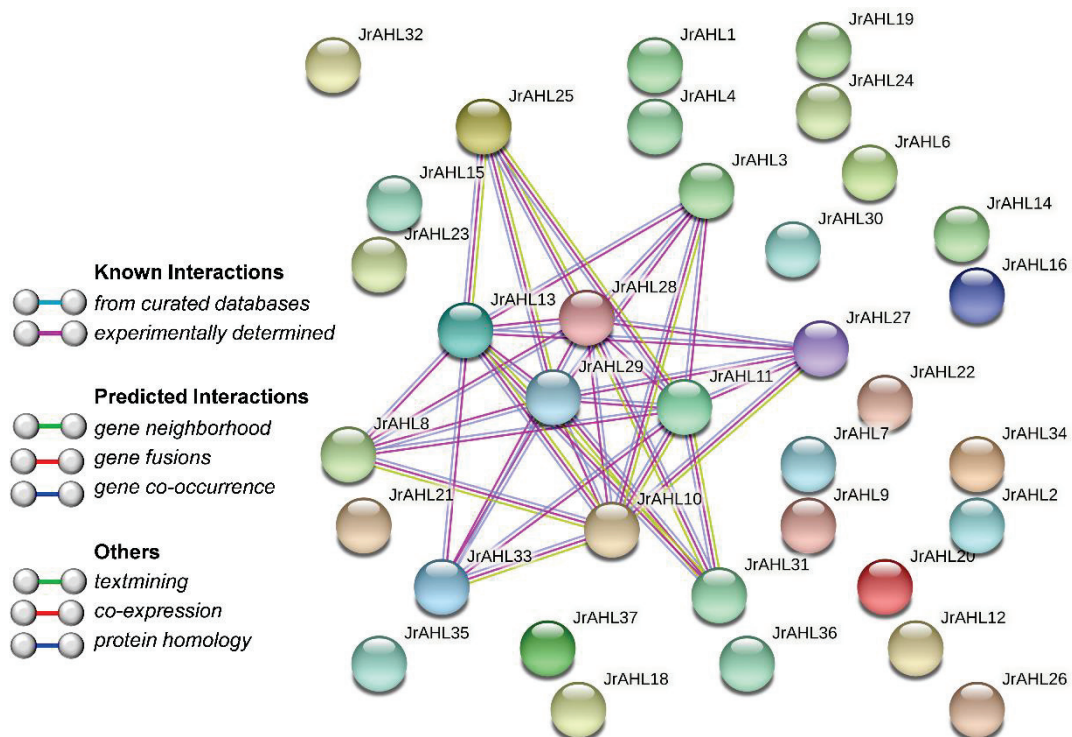 JrAHL32
JrAHL1
JrAHL19
JrAHL25
JrAHL4
JrAHL24
JrAHL15
JrAHL3
JrAHL6
JrAHL23
JrAHL30
JrAHL14
JrAHL16
JrAHL13
JrAHL28
JrAHL27
JrAHL29
JrAHL11
JrAHL22
JrAHL8
JrAHL7
JrAHL34
JrAHL21
JrAHL10
JrAHL9
JrAHL2
JrAHL33
JrAHL31
JrAHL20
JrAHL35
JrAHL37
JrAHL36
JrAHL12
JrAHL18
JrAHL26
Known Interactions
from curated databases
experimentally determined
Predicted Interactions
gene neighborhood
gene fusions
gene co-occurrence
Others
textmining
co-expression
protein homology